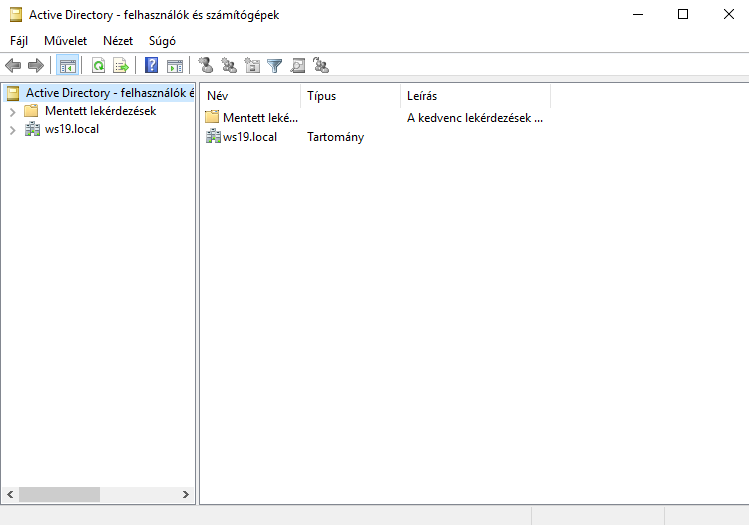 Active Directory - felhasználók és számítógépek
Fájl Művelet Nézet Súgó
Active Directory - felhasználók é
Mentett lekérdezések
ws19.local
Név Típus Leírás
Mentett leké... A kedvenc lekérdezések ...
ws19.local Tartomány